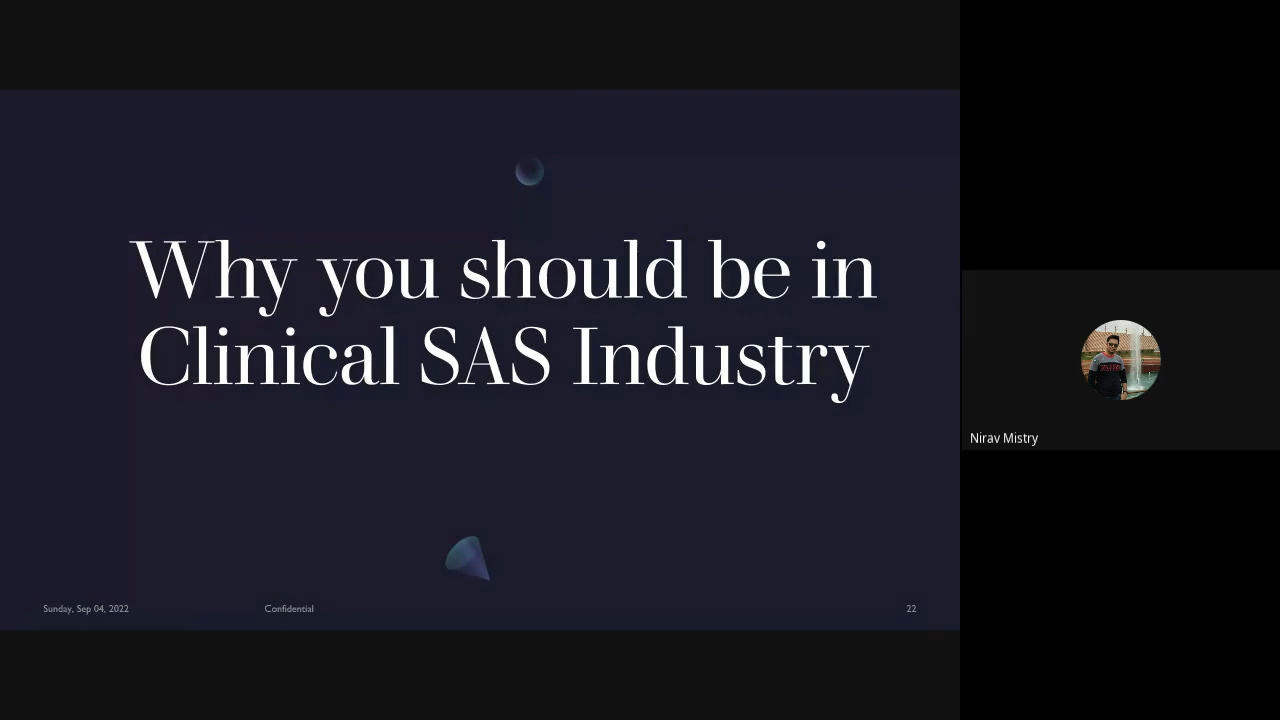 Why you should be in
Clinical SAS Industry
Sunday, Sep 04, 2022
Confidential
22
Nirav Mistry